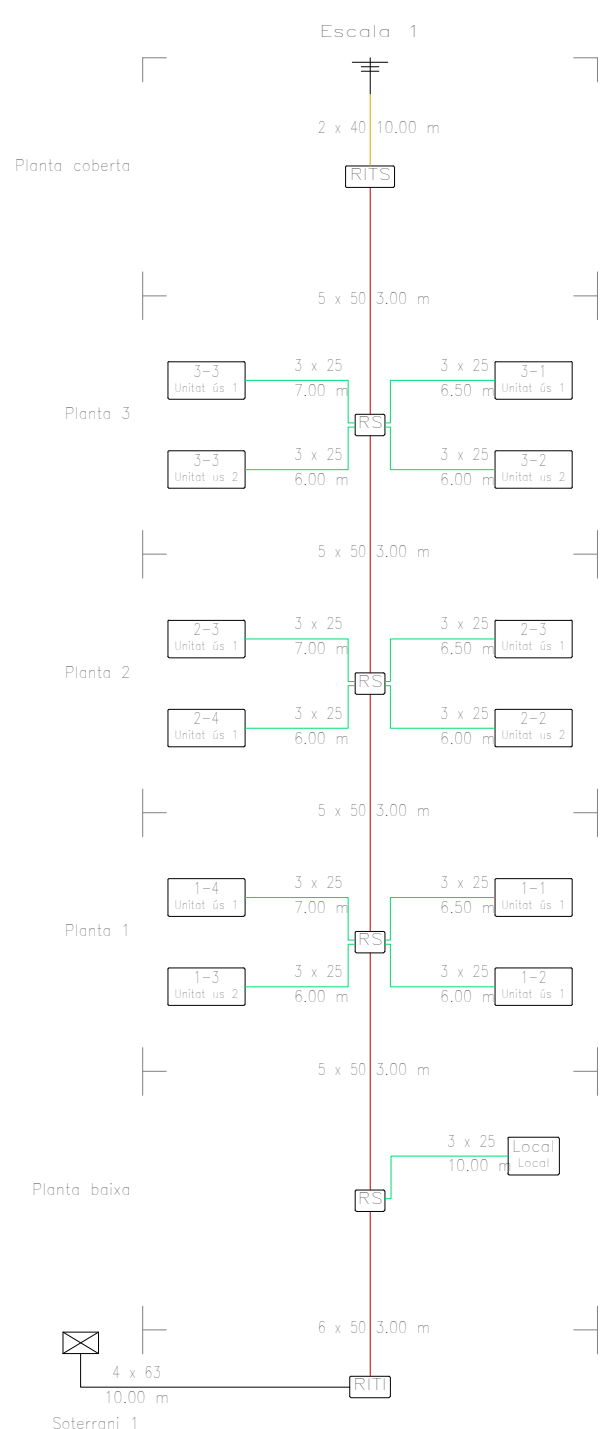 Escala 1
2 x 40 10.00 m
Planta coberta
RITS
5 x 50 3.00 m
3-3
Unitat ús 1
3 x 25
7.00 m
3 x 25
6.50 m
3-1
Unitat ús 1
Planta 3
RS
3-3
Unitat us 2
3 x 25
6.00 m
3 x 25
6.00 m
3-2
Unitat us 2
5 x 50 3.00 m
2-3
Unitat ús 1
3 x 25
7.00 m
3 x 25
6.50 m
2-3
Unitat ús 1
Planta 2
RS
2-4
Unitat ús 1
3 x 25
6.00 m
3 x 25
6.00 m
2-2
Unitat us 2
5 x 50 3.00 m
1-4
Unitat ús 1
3 x 25
7.00 m
3 x 25
6.50 m
1-1
Unitat ús 1
Planta 1
RS
1-3
Unitat us 2
3 x 25
6.00 m
3 x 25
6.00 m
1-2
Unitat ús 1
5 x 50 3.00 m
3 x 25
10.00 m
Local
Local
Planta baixa
RS
6 x 50 3.00 m
4 x 63
10.00 m
RITI
Soterrani 1